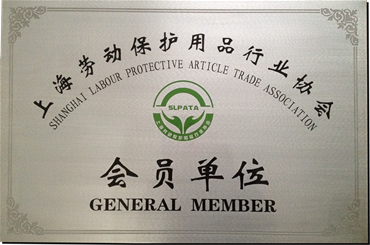 上海劳动保护用品行业协会
SHANGHAI LABOUR PROTECTIVE ARTICLE TRADE ASSOCIATION
SLPATA
会员单位
GENERAL MEMBER